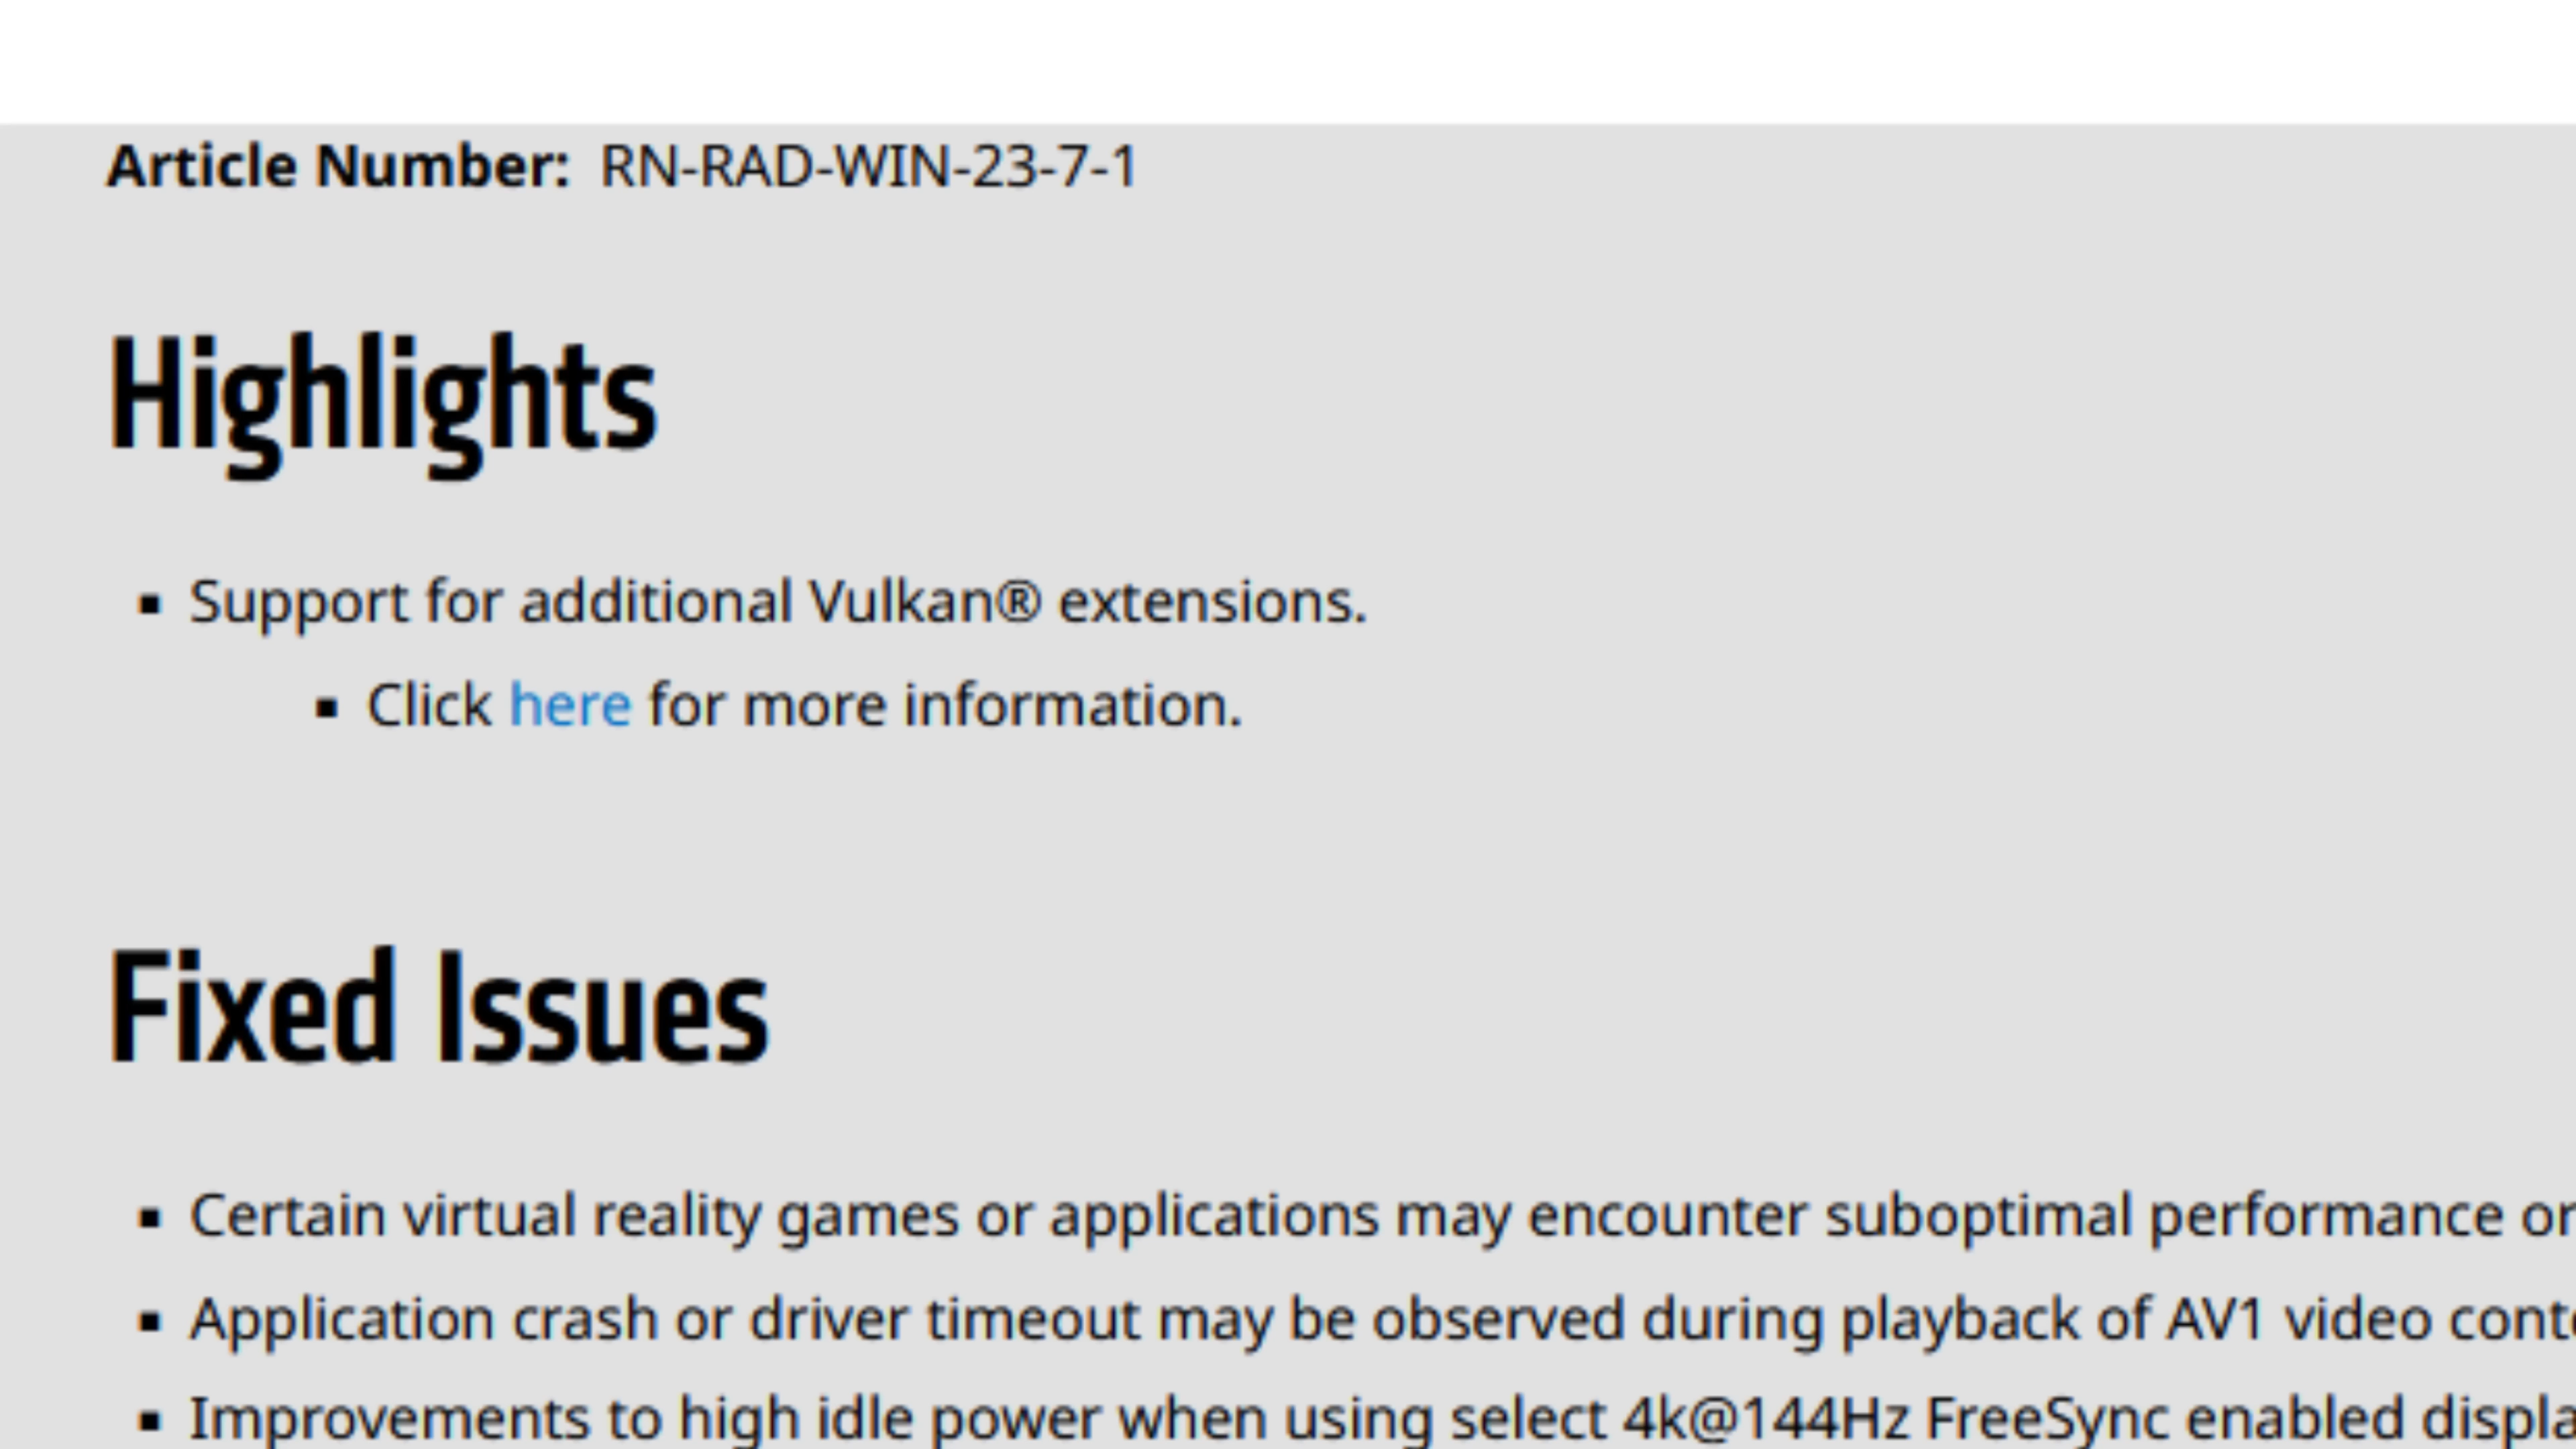 Article Number: RN-RAD-WIN-23-7-1
Highlights
▪ Support for additional Vulkan® extensions.
▪ Click here for more information.
Fixed Issues
▪ Certain virtual reality games or applications may encounter suboptimal performance or
▪ Application crash or driver timeout may be observed during playback of AV1 video
▪ Improvements to high idle power when using select 4k@144Hz FreeSync enabled